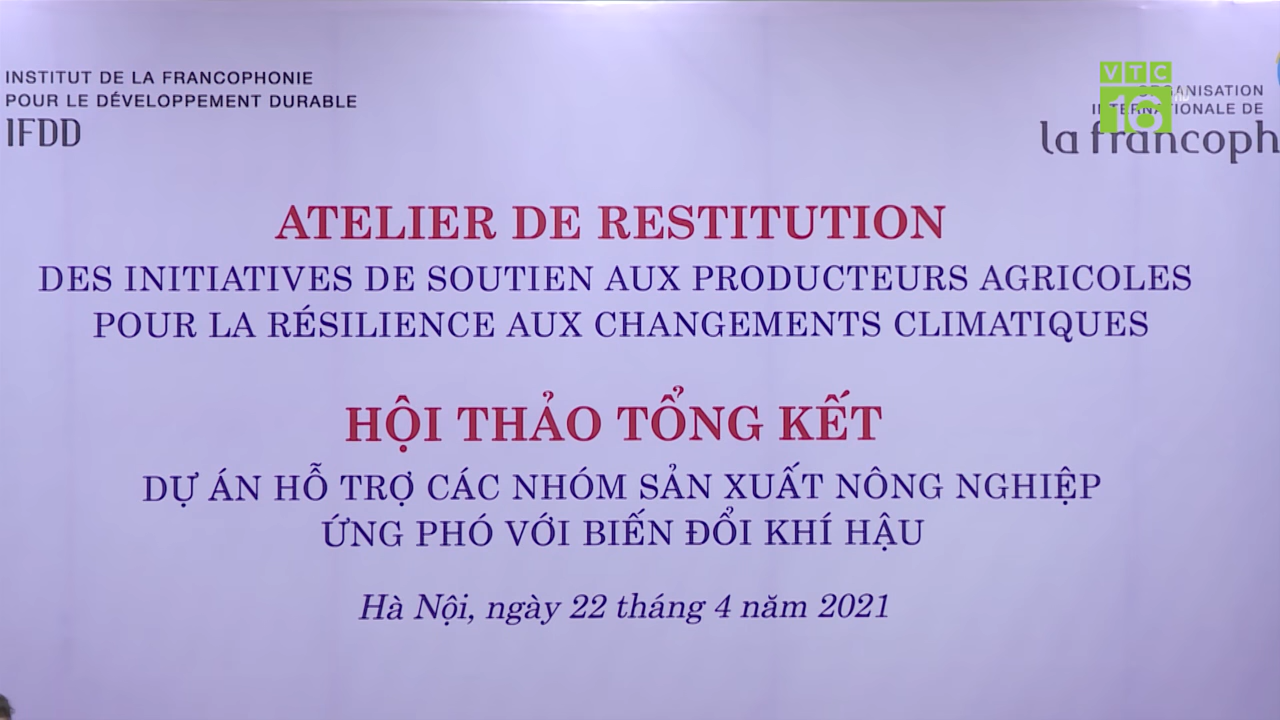 INSTITUT DE LA FRANCOPHONIE
POUR LE DÉVELOPPEMENT DURABLE
IFDD
VTC
16
INTERNATIONALE DE
la francoph
ATELIER DE RESTITUTION
DES INITIATIVES DE SOUTIEN AUX PRODUCTEURS AGRICOLES
POUR LA RÉSILIENCE AUX CHANGEMENTS CLIMATIQUES
HỘI THẢO TỔNG KẾT
DỰ ÁN HỖ TRỢ CÁC NHÓM SẢN XUẤT NÔNG NGHIỆP
ỨNG PHÓ VỚI BIẾN ĐỔI KHÍ HẬU
Hà Nội, ngày 22 tháng 4 năm 2021